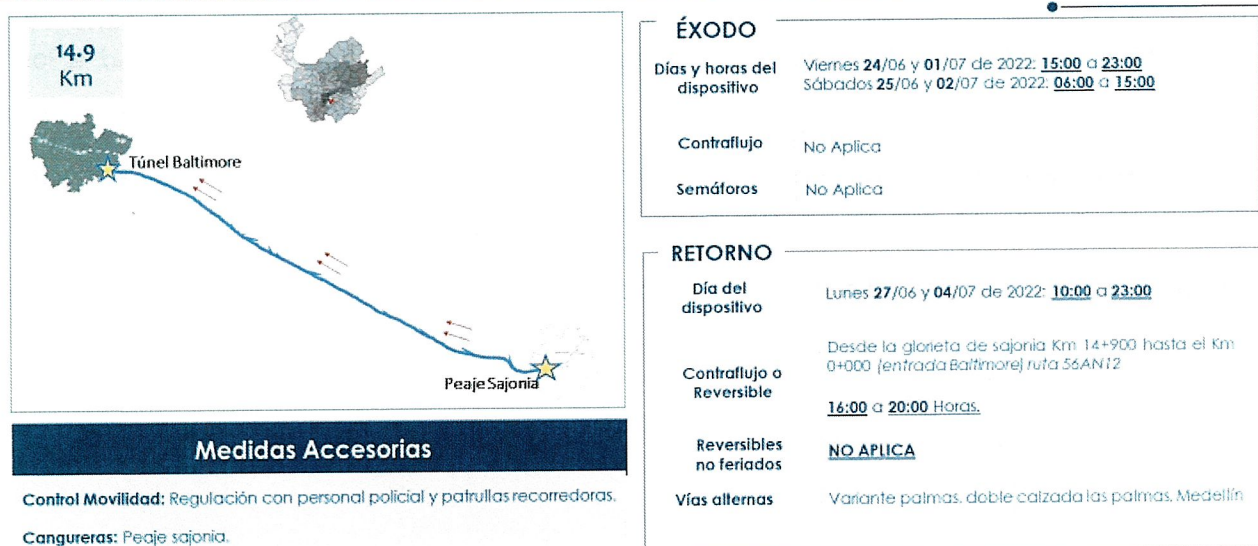 14.9
Km
Túnel Baltimore
Peaje Sajonia
Medidas Accesorias
Control Movilidad: Regulación con personal policial y patrullas recorredoras.
Cangureras: Peaje sajonia.
ÉXODO
Días y horas del
dispositivo
Viernes 24/06 y 01/07 de 2022: 15:00 a 23:00
Sábados 25/06 y 02/07 de 2022: 06:00 a 15:00
Contraflujo
No Aplica
Semáforos
No Aplica
RETORNO
Día del
dispositivo
Lunes 27/06 y 04/07 de 2022: 10:00 a 23:00
Contraflujo o
Reversible
Desde la glorieta de sajonia Km 14+900 hasta el Km
0+000 (entrada Baltimore) ruta 56AN12
16:00 a 20:00 Horas.
Reversibles
no feriados
NO APLICA
Vías alternas
Variante palmas, doble calzada las palmas, Medellín